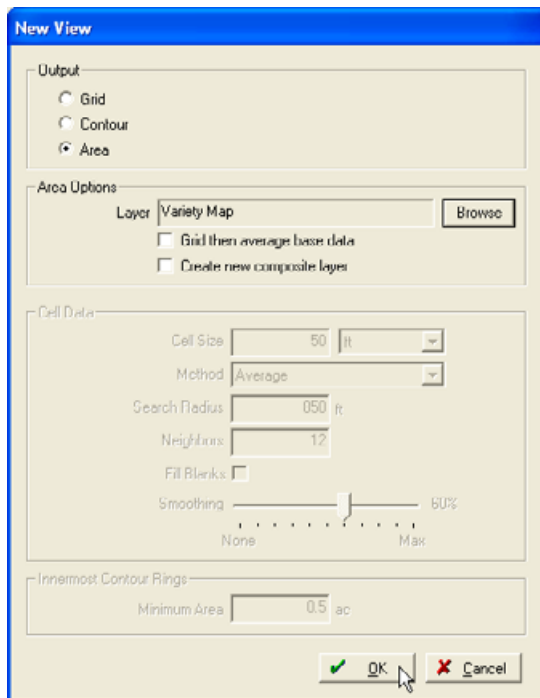 New View
Output
Grid
Contour
Area
Area Options
Layer Variety Map Browse
Grid then average base data
Create new composite layer
Cell Data
Cell Size 50 ft
Method Average
Search Radius 050 ft
Neighbors 12
Fill Blanks
Smoothing 60%
None Max
Innermost Contour Rings
Minimum Area 0.5 ac
OK Cancel